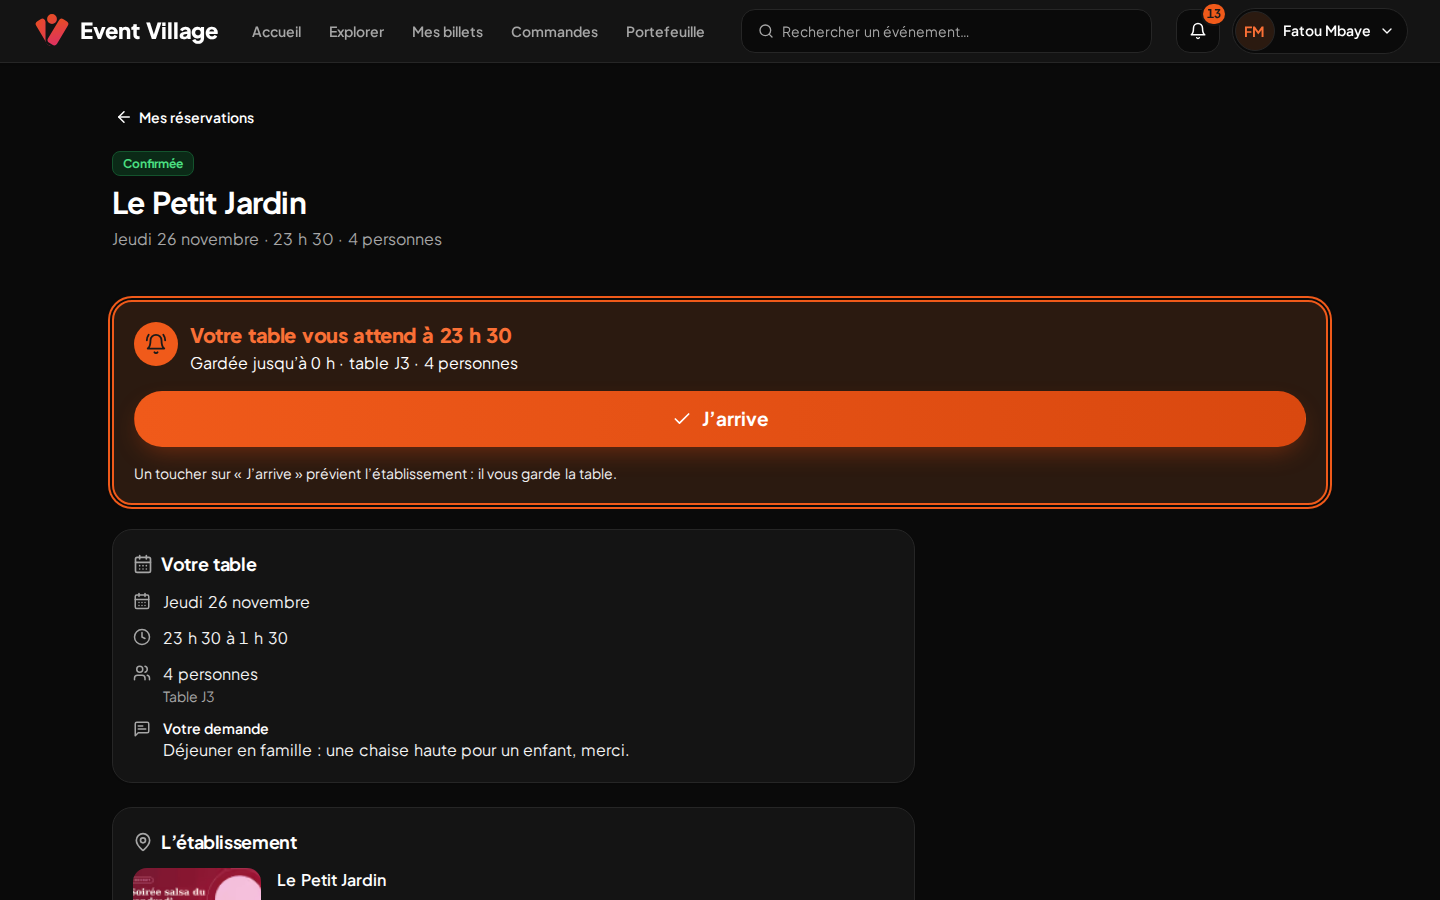 Event Village
Accueil
Explorer
Mes billets
Commandes
Portefeuille
Rechercher un événement…
13
FM
Fatou Mbaye
Mes réservations
Confirmée
Le Petit Jardin
Jeudi 26 novembre · 23 h 30 · 4 personnes
Votre table vous attend à 23 h 30
Gardée jusqu’à 0 h · table J3 · 4 personnes
J’arrive
Un toucher sur « J’arrive » prévient l’établissement : il vous garde la table.
Votre table
Jeudi 26 novembre
23 h 30 à 1 h 30
4 personnes
Table J3
Votre demande
Déjeuner en famille : une chaise haute pour un enfant, merci.
L’établissement
Soirée salsa du
Le Petit Jardin